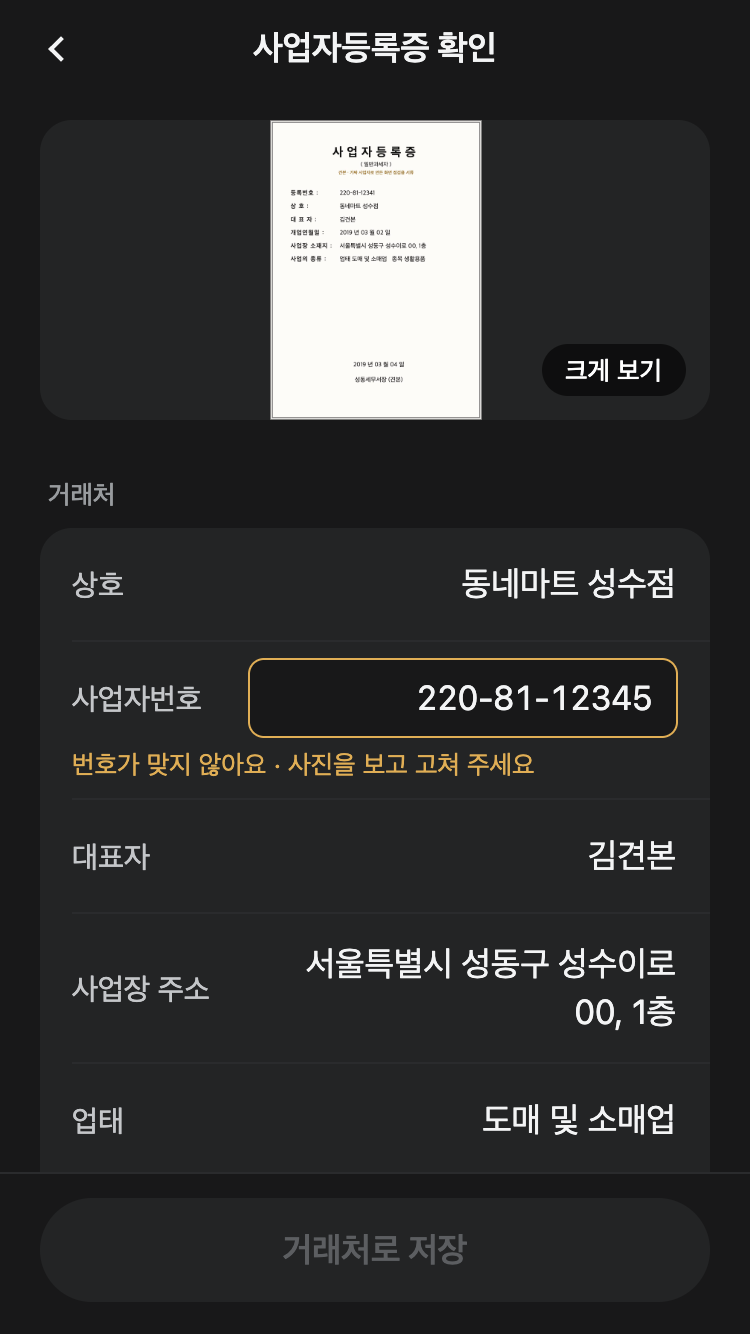 사업자등록증 확인
사업자등록증
( 일반과세자 )
등록번호 : 220-81-12341
상 호 : 동네마트 성수점
대 표 자 : 김견본
개업연월일 : 2019 년 03 월 02 일
사업장 소재지 : 서울특별시 성동구 성수이로 00, 1층
사업의 종류 : 업태 도매 및 소매업 종목 생활용품
2019 년 03 월 04 일
성동세무서장 (견본)
크게 보기
거래처
상호
동네마트 성수점
사업자번호
220-81-12345
번호가 맞지 않아요 · 사진을 보고 고쳐 주세요
대표자
김견본
사업장 주소
서울특별시 성동구 성수이로
00, 1층
업태
도매 및 소매업
거래처로 저장